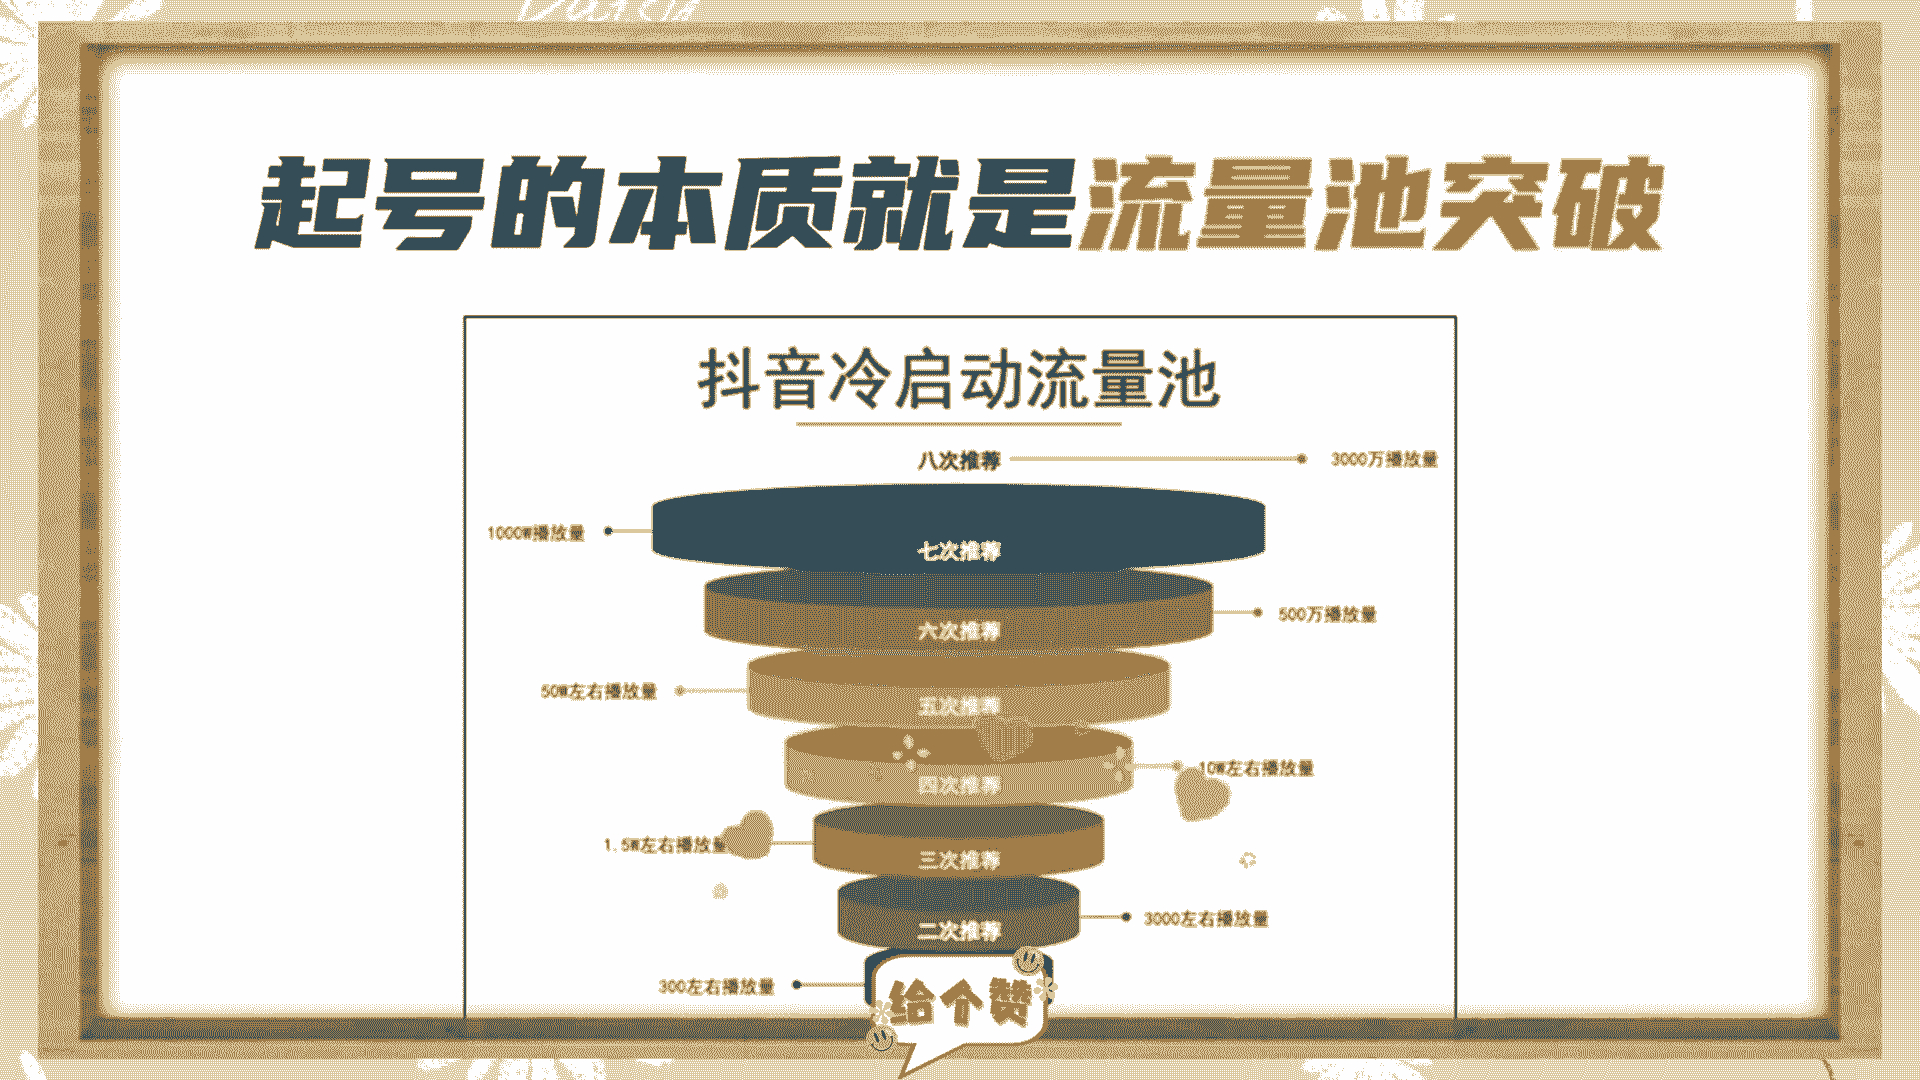 起号的本质就是流量池突破
抖音冷启动流量池
八次推荐
3000万播放量
1000W播放量
七次推荐
六次推荐
500万播放量
50W左右播放量
五次推荐
四次推荐
10W左右播放量
1.5W左右播放量
三次推荐
二次推荐
3000左右播放量
300左右播放量
给个赞